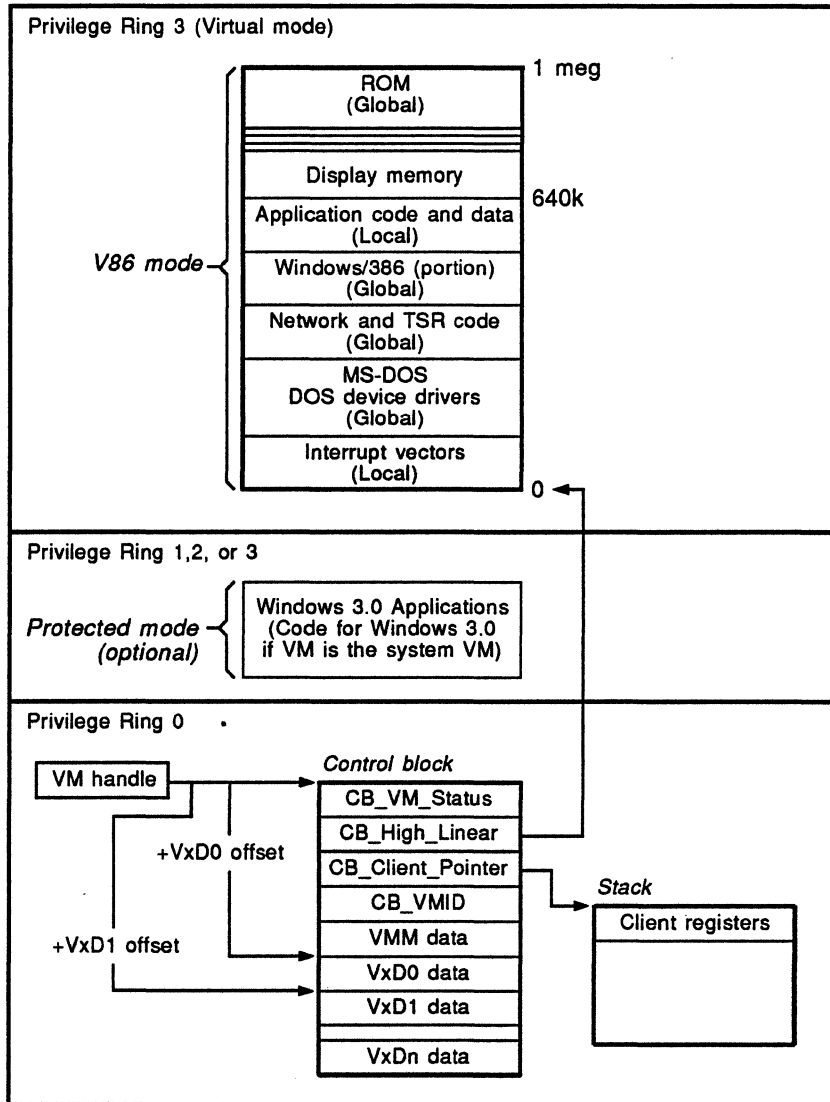 Privilege Ring 3 (Virtual mode)
1 meg
ROM
(Global)
Display memory
640k
Application code and data
(Local)
V86 mode
Windows/386 (portion)
(Global)
Network and TSR code
(Global)
MS-DOS
DOS device drivers
(Global)
Interrupt vectors
(Local)
0
Privilege Ring 1,2, or 3
Protected mode
(optional)
Windows 3.0 Applications
(Code for Windows 3.0
if VM is the system VM)
Privilege Ring 0
VM handle
Control block
CB_VM_Status
CB_High_Linear
+VxD0 offset
CB_Client_Pointer
Stack
CB_VMID
Client registers
+VxD1 offset
VMM data
VxD0 data
VxD1 data
VxDn data